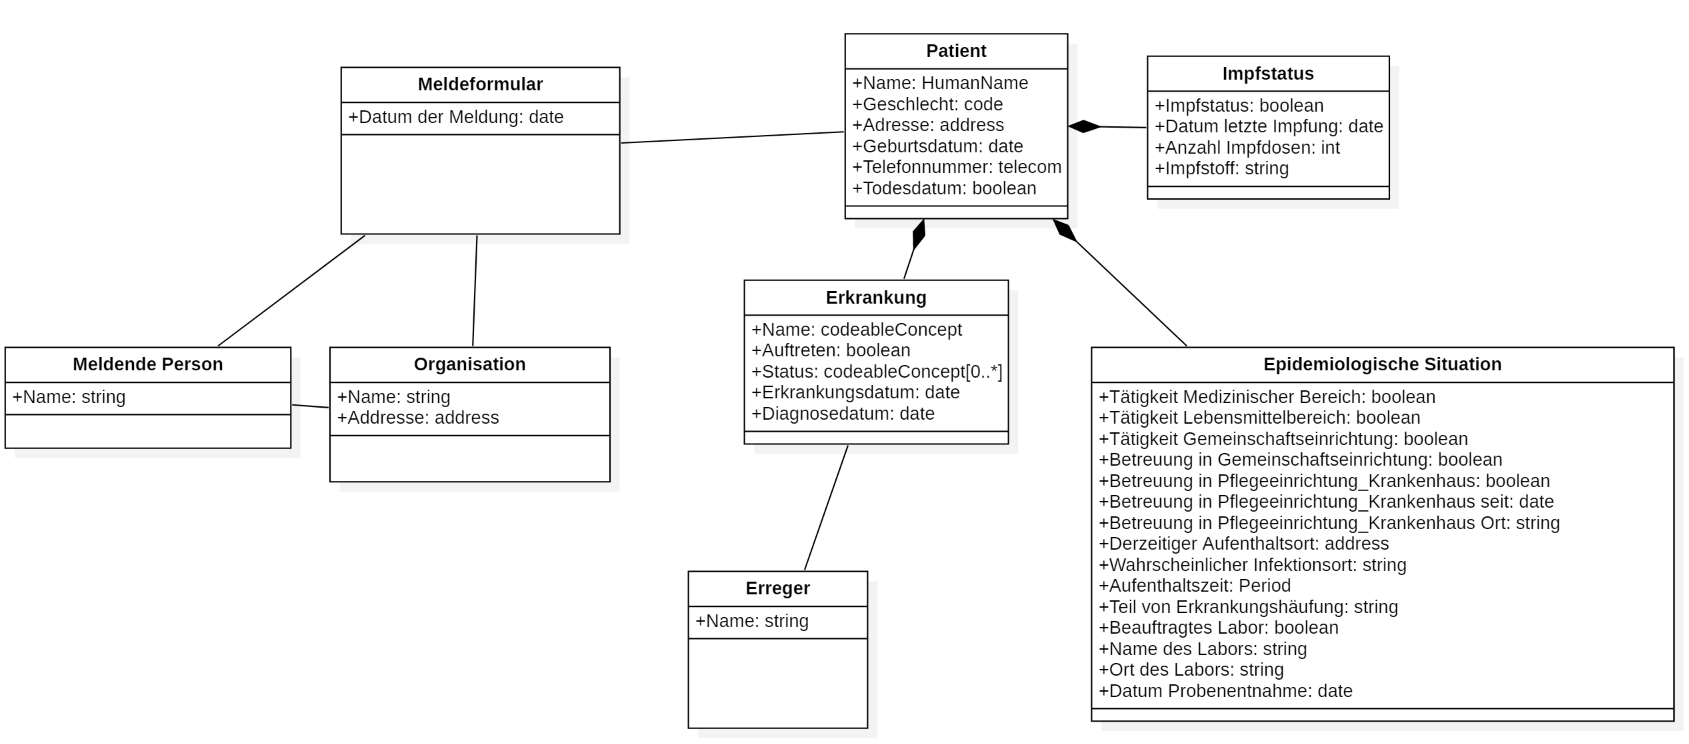 Meldeformular
+Datum der Meldung: date
Patient
+Name: HumanName
+Geschlecht: code
+Adresse: address
+Geburtsdatum: date
+Telefonnummer: telecom
+Todesdatum: boolean
Impfstatus
+Impfstatus: boolean
+Datum letzte Impfung: date
+Anzahl Impfdosen: int
+Impfstoff: string
Erkrankung
+Name: codeableConcept
+Auftreten: boolean
+Status: codeableConcept[0..*]
+Erkrankungsdatum: date
+Diagnosedatum: date
Meldende Person
+Name: string
Organisation
+Name: string
+Addresse: address
Epidemiologische Situation
+Tätigkeit Medizinischer Bereich: boolean
+Tätigkeit Lebensmittelbereich: boolean
+Tätigkeit Gemeinschaftseinrichtung: boolean
+Betreuung in Gemeinschaftseinrichtung: boolean
+Betreuung in Pflegeeinrichtung_Krankenhaus: boolean
+Betreuung in Pflegeeinrichtung_Krankenhaus seit: date
+Betreuung in Pflegeeinrichtung_Krankenhaus Ort: string
+Derzeitiger Aufenthaltsort: address
+Wahrscheinlicher Infektionsort: string
+Aufenthaltszeit: Period
+Teil von Erkrankungshäufung: string
+Beauftragtes Labor: boolean
+Name des Labors: string
+Ort des Labors: string
+Datum Probenentnahme: date
Erreger
+Name: string